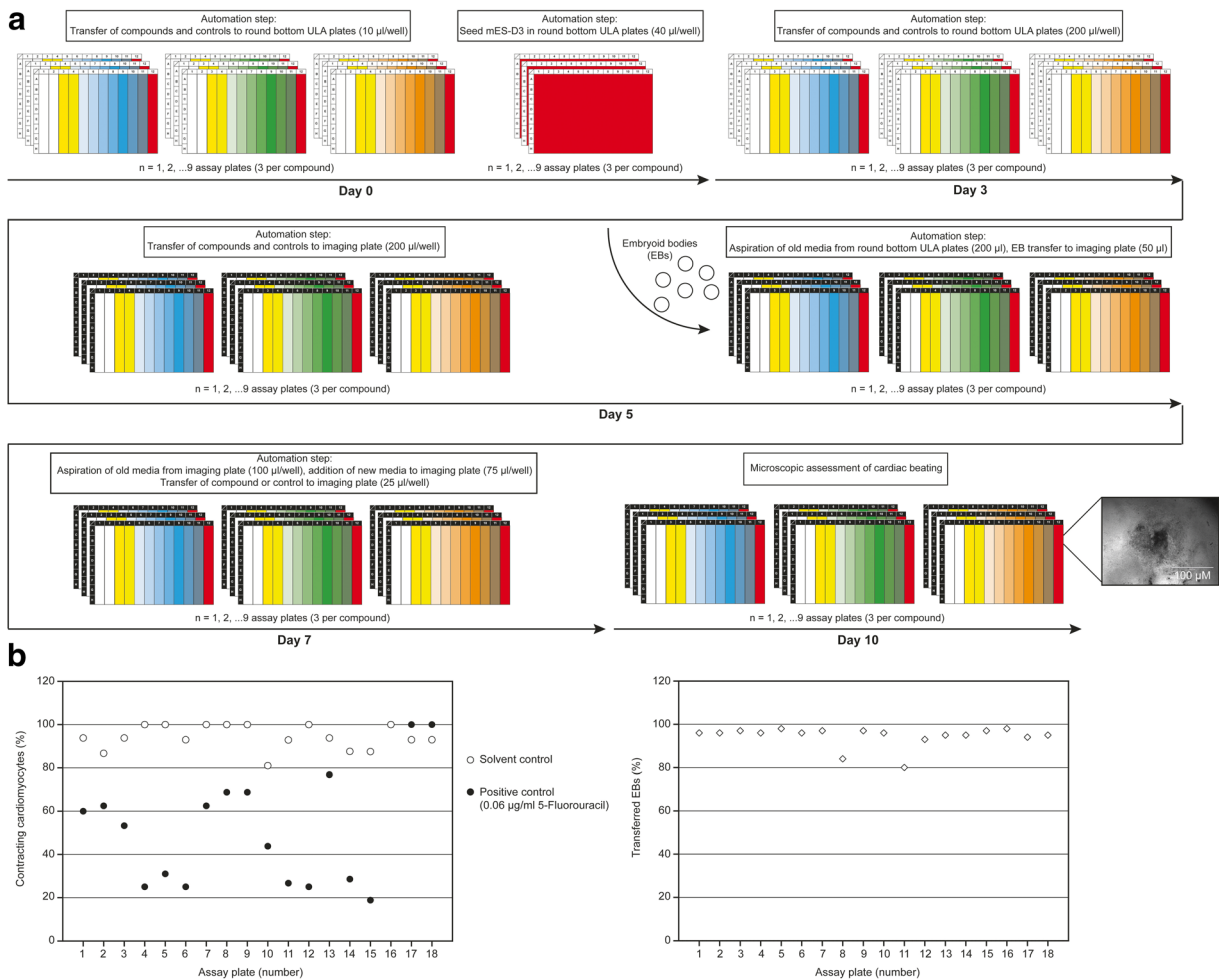 a
Automation step:
Transfer of compounds and controls to round bottom ULA plates (10 µl/well)
Automation step:
Seed mES-D3 in round bottom ULA plates (40 µl/well)
Automation step:
Transfer of compounds and controls to round bottom ULA plates (200 µl/well)
n = 1, 2, ...9 assay plates (3 per compound)
n = 1, 2, ...9 assay plates (3 per compound)
n = 1, 2, ...9 assay plates (3 per compound)
Day 0
Day 3
Automation step:
Transfer of compounds and controls to imaging plate (200 µl/well)
Embryoid bodies
(EBs)
Automation step:
Aspiration of old media from round bottom ULA plates (200 µl), EB transfer to imaging plate (50 µl)
n = 1, 2, ...9 assay plates (3 per compound)
n = 1, 2, ...9 assay plates (3 per compound)
Day 5
Automation step:
Aspiration of old media from imaging plate (100 µl/well), addition of new media to imaging plate (75 µl/well)
Transfer of compound or control to imaging plate (25 µl/well)
Microscopic assessment of cardiac beating
100 µM
n = 1, 2, ...9 assay plates (3 per compound)
n = 1, 2, ...9 assay plates (3 per compound)
Day 7
Day 10
b
Contracting cardiomyocytes (%)
120
100
80
60
40
20
0
1 2 3 4 5 6 7 8 9 10 11 12 13 14 15 16 17 18
Assay plate (number)
Solvent control
Positive control
(0.06 µg/ml 5-Fluorouracil)
Transferred EBs (%)
120
100
80
60
40
20
0
1 2 3 4 5 6 7 8 9 10 11 12 13 14 15 16 17 18
Assay plate (number)